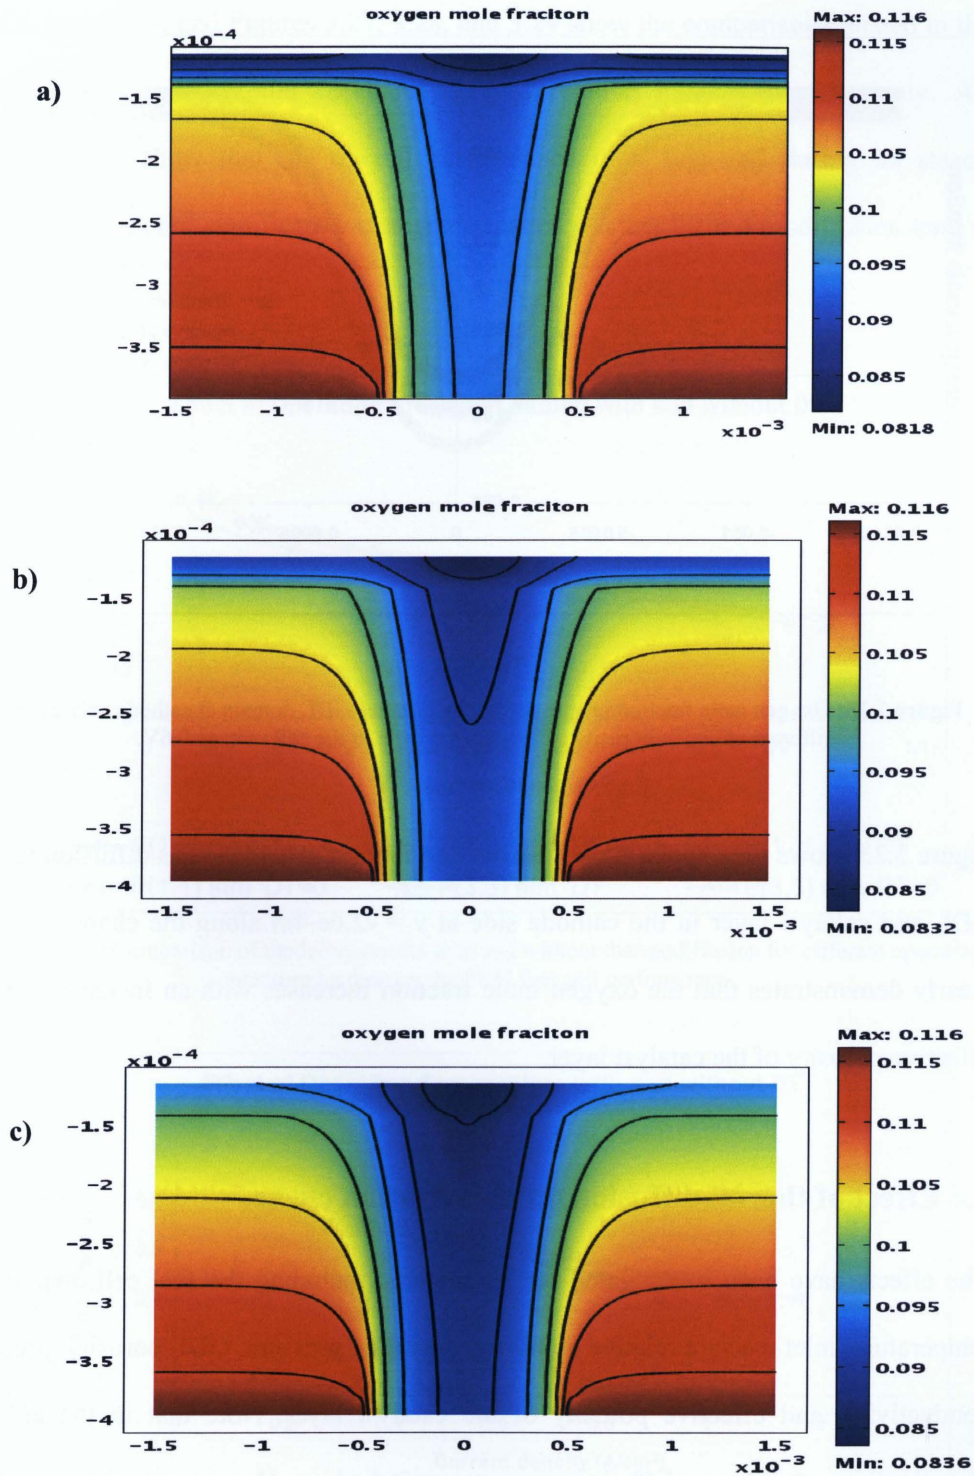 oxygen mole fraciton
Max: 0.116
x10⁻⁴
a)
-1.5
-2
-2.5
-3
-3.5
0.115
0.11
0.105
0.1
0.095
0.09
0.085
-1.5 -1 -0.5 0 0.5 1 1.5
x10⁻³
Min: 0.0818
oxygen mole fraciton
Max: 0.116
x10⁻⁴
b)
-1.5
-2
-2.5
-3
-3.5
-4
0.115
0.11
0.105
0.1
0.095
0.09
0.085
-1.5 -1 -0.5 0 0.5 1 1.5
x10⁻³
Min: 0.0832
oxygen mole fraciton
Max: 0.116
x10⁻⁴
c)
-1.5
-2
-2.5
-3
-3.5
-4
0.115
0.11
0.105
0.1
0.095
0.09
0.085
-1.5 -1 -0.5 0 0.5 1 1.5
x10⁻³
Min: 0.0836